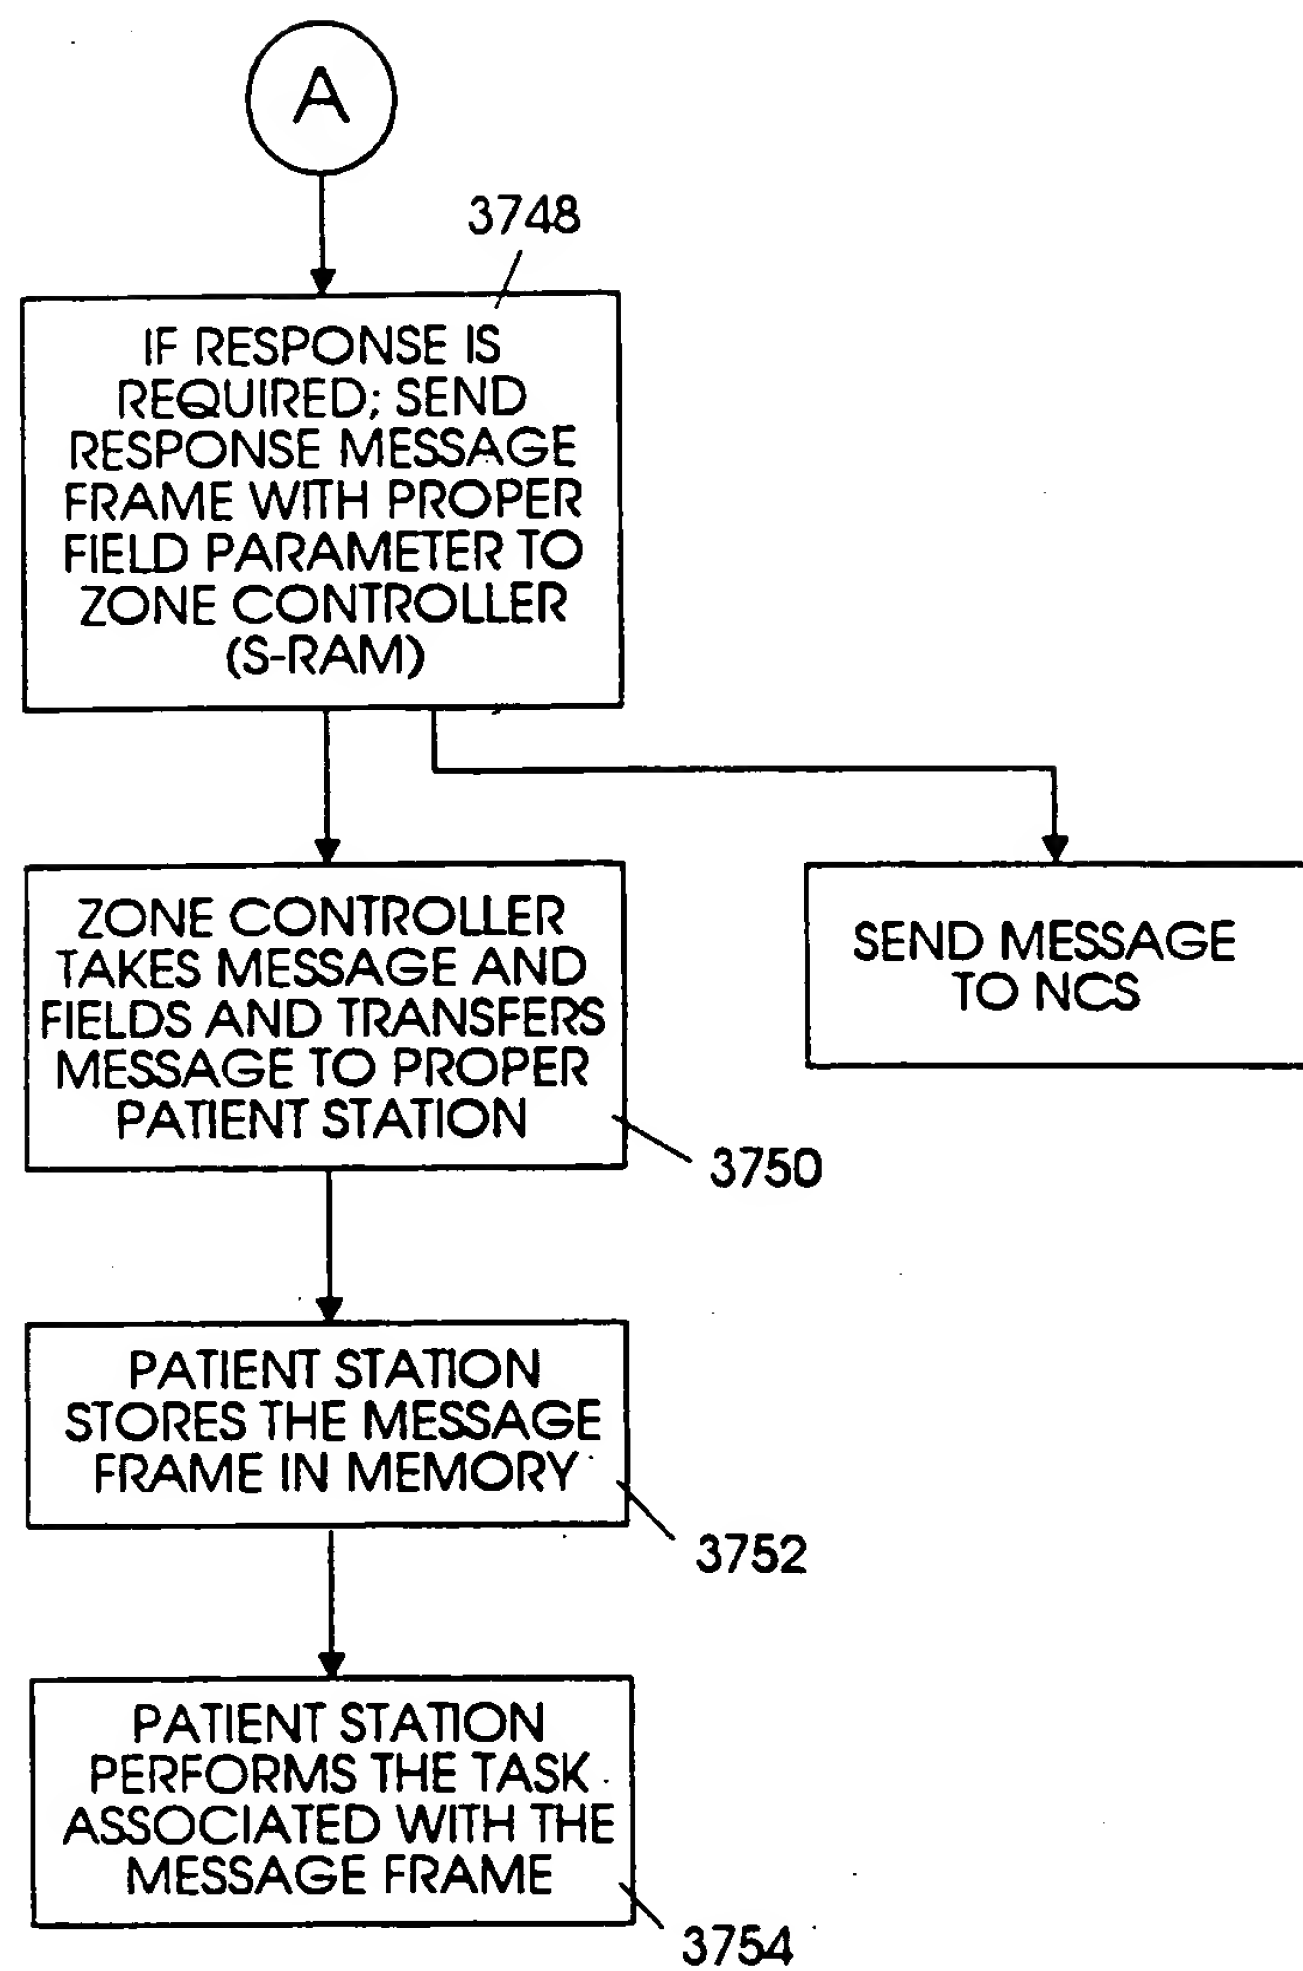 A
3748
IF RESPONSE IS
REQUIRED; SEND
RESPONSE MESSAGE
FRAME WITH PROPER
FIELD PARAMETER TO
ZONE CONTROLLER
(S-RAM)
ZONE CONTROLLER
TAKES MESSAGE AND
FIELDS AND TRANSFERS
MESSAGE TO PROPER
PATIENT STATION
3750
SEND MESSAGE
TO NCS
PATIENT STATION
STORES THE MESSAGE
FRAME IN MEMORY
3752
PATIENT STATION
PERFORMS THE TASK
ASSOCIATED WITH THE
MESSAGE FRAME
3754